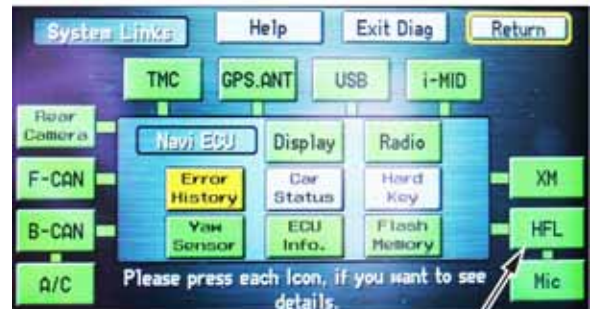 System Links
Help
Exit Diag
Return
TMC
GPS.ANT
USB
i-MID
Rear Camera
Navi ECU
Display
Radio
F-CAN
Error History
Car Status
Hard Key
XM
B-CAN
Yaw Sensor
ECU Info.
Flash Memory
HFL
A/C
Please press each Icon, if you want to see
details.
Mic